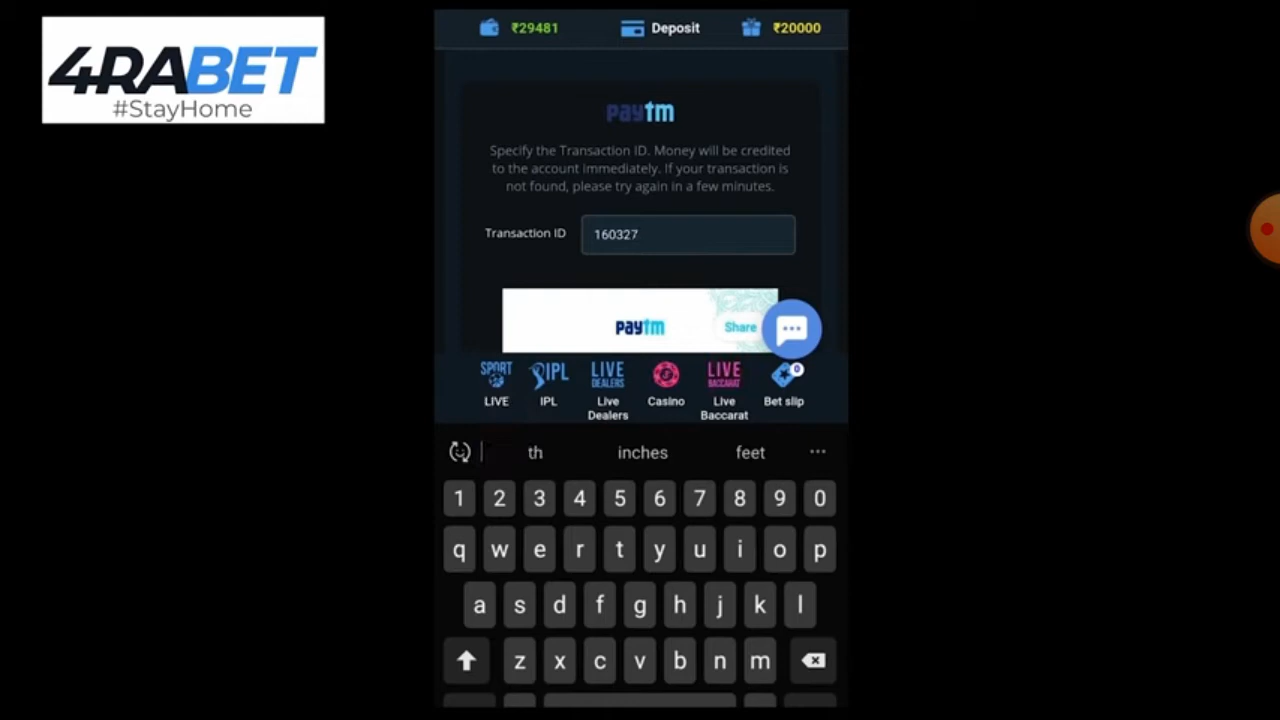 4RABET
#StayHome
₹29481 Deposit ₹20000
paytm
Specify the Transaction ID. Money will be credited
to the account immediately. If your transaction is
not found, please try again in a few minutes.
Transaction ID 160327
paytm Share
SPORT IPL LIVE DEALERS LIVE BACCARAT 0
LIVE IPL Live Dealers Casino Live Baccarat Bet slip
th inches feet
1 2 3 4 5 6 7 8 9 0
q w e r t y u i o p
a s d f g h j k l
z x c v b n m